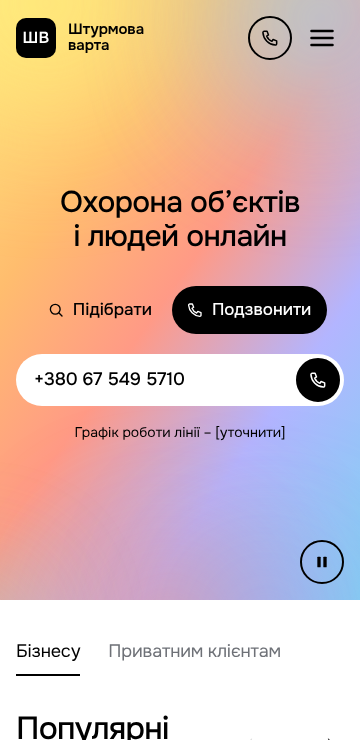 ШВ
Штурмова
варта
Охорона об’єктів
і людей онлайн
Підібрати
Подзвонити
+380 67 549 5710
Графік роботи лінії – [уточнити]
Бізнесу
Приватним клієнтам
Популярні